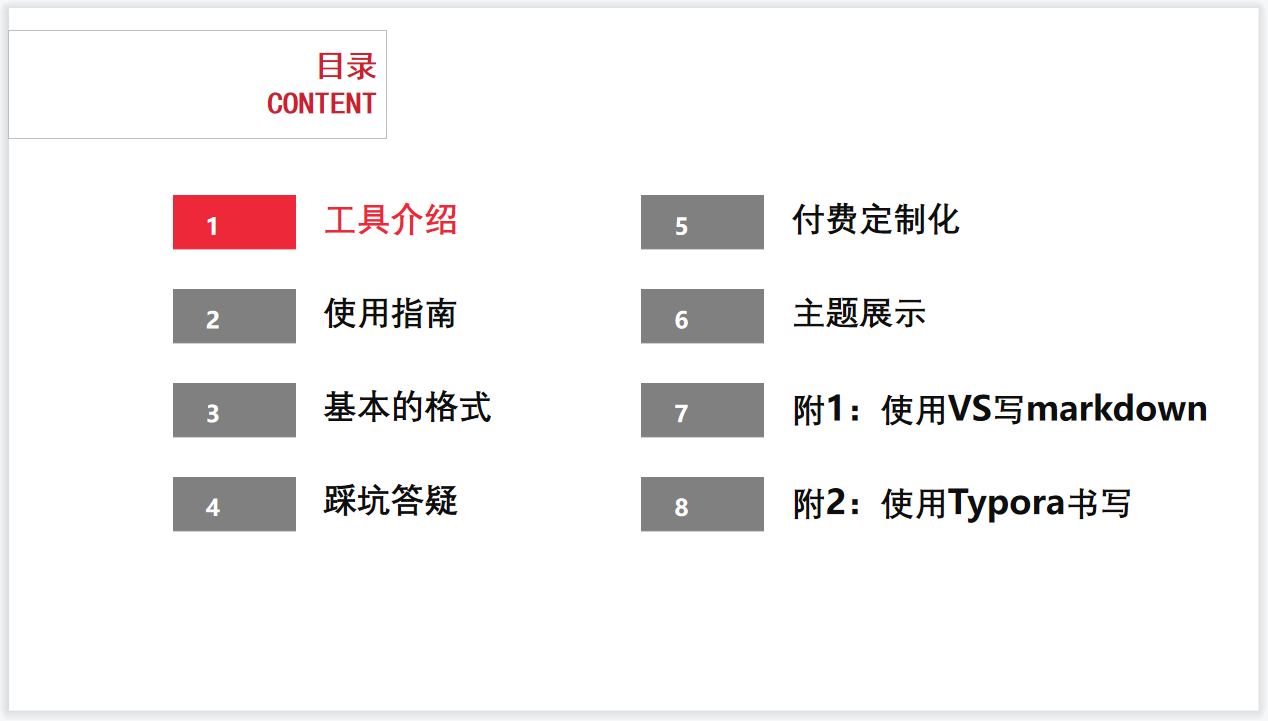 目录
CONTENT
1 工具介绍
2 使用指南
3 基本的格式
4 踩坑答疑
5 付费定制化
6 主题展示
7 附1：使用VS写markdown
8 附2：使用Typora书写